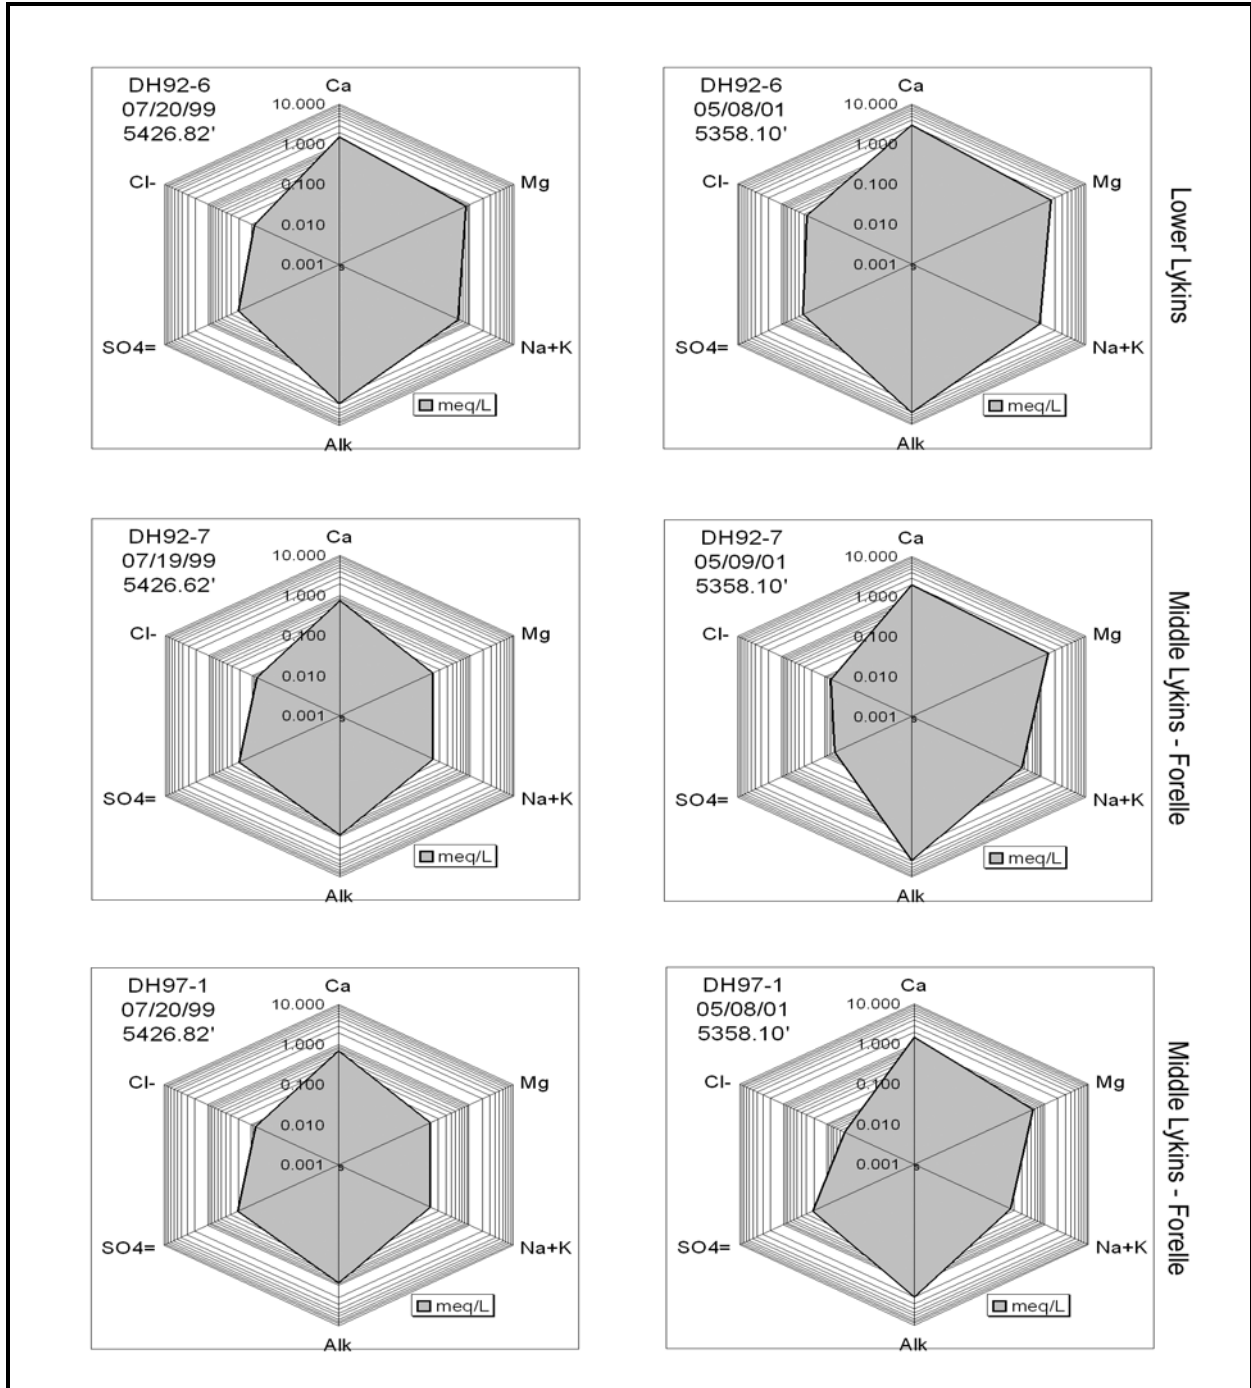 DH92-6
07/20/99
5426.82'
Ca
10.000
1.000
0.100
0.010
0.001
Cl-
Mg
SO4=
Na+K
meq/L
Alk
DH92-6
05/08/01
5358.10'
Ca
10.000
1.000
0.100
0.010
0.001
Cl-
Mg
SO4=
Na+K
meq/L
Alk
Lower Lykins
DH92-7
07/19/99
5426.62'
Ca
10.000
1.000
0.100
0.010
0.001
Cl-
Mg
SO4=
Na+K
meq/L
Alk
DH92-7
05/09/01
5358.10'
Ca
10.000
1.000
0.100
0.010
0.001
Cl-
Mg
SO4=
Na+K
meq/L
Alk
Middle Lykins - Forelle
DH97-1
07/20/99
5426.82'
Ca
10.000
1.000
0.100
0.010
0.001
Cl-
Mg
SO4=
Na+K
meq/L
Alk
DH97-1
05/08/01
5358.10'
Ca
10.000
1.000
0.100
0.010
0.001
Cl-
Mg
SO4=
Na+K
meq/L
Alk
Middle Lykins - Forelle